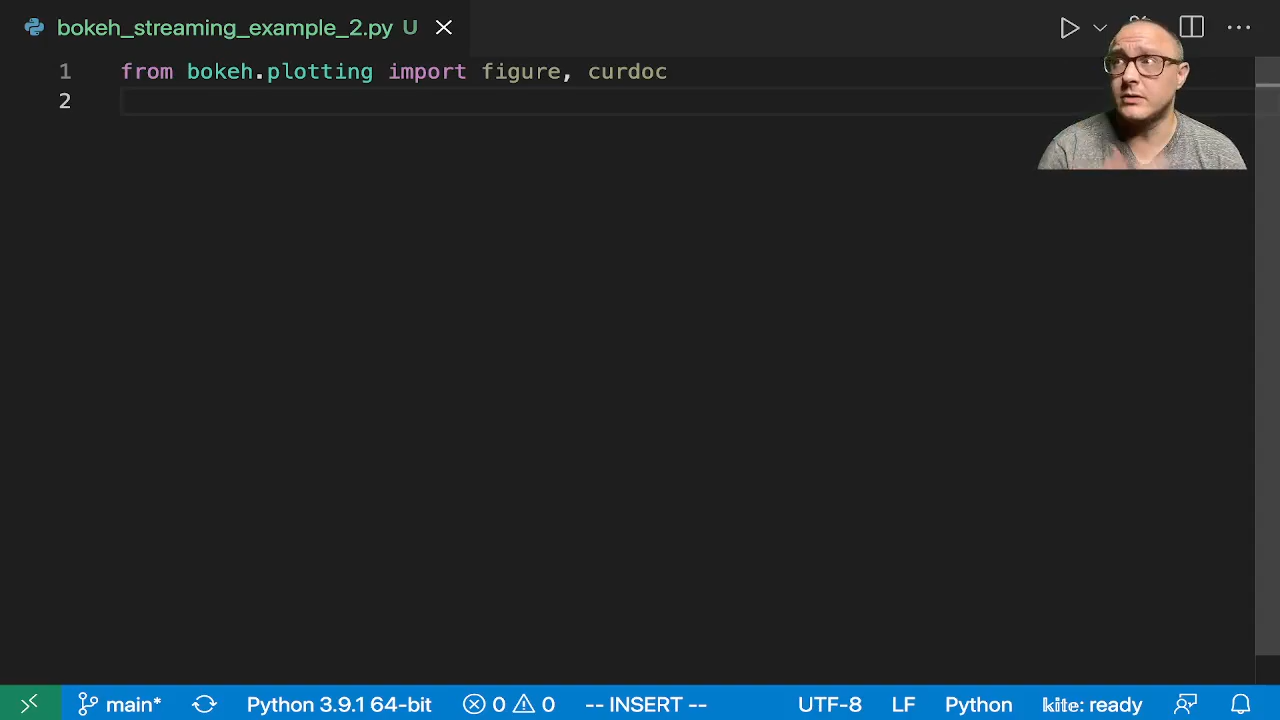 bokeh_streaming_example_2.py U
1 from bokeh.plotting import figure, curdoc
2
main* Python 3.9.1 64-bit 0 0 -- INSERT -- UTF-8 LF Python kite: ready